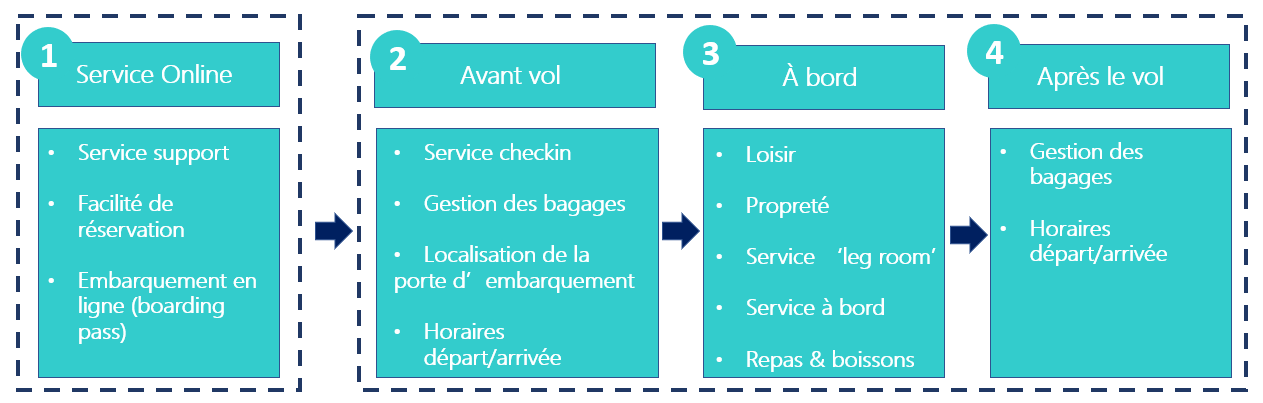 1
Service Online
• Service support
• Facilité de
réservation
• Embarquement en
ligne (boarding
pass)
2
Avant vol
• Service checkin
• Gestion des bagages
• Localisation de la
porte d’ embarquement
• Horaires
départ/arrivée
3
À bord
• Loisir
• Propreté
• Service ‘leg room’
• Service à bord
• Repas & boissons
4
Après le vol
• Gestion des
bagages
• Horaires
départ/arrivée